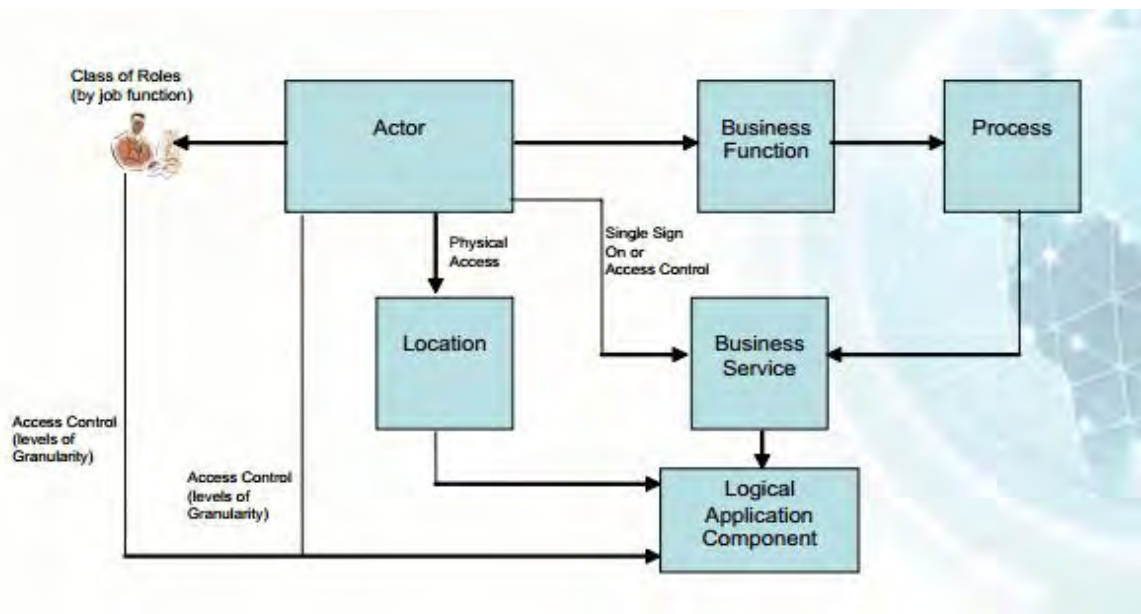 Class of Roles
(by job function)
Actor
Business
Function
Process
Physical
Access
Single Sign
On or
Access Control
Location
Business
Service
Access Control
(levels of
Granularity)
Access Control
(levels of
Granularity)
Logical
Application
Component